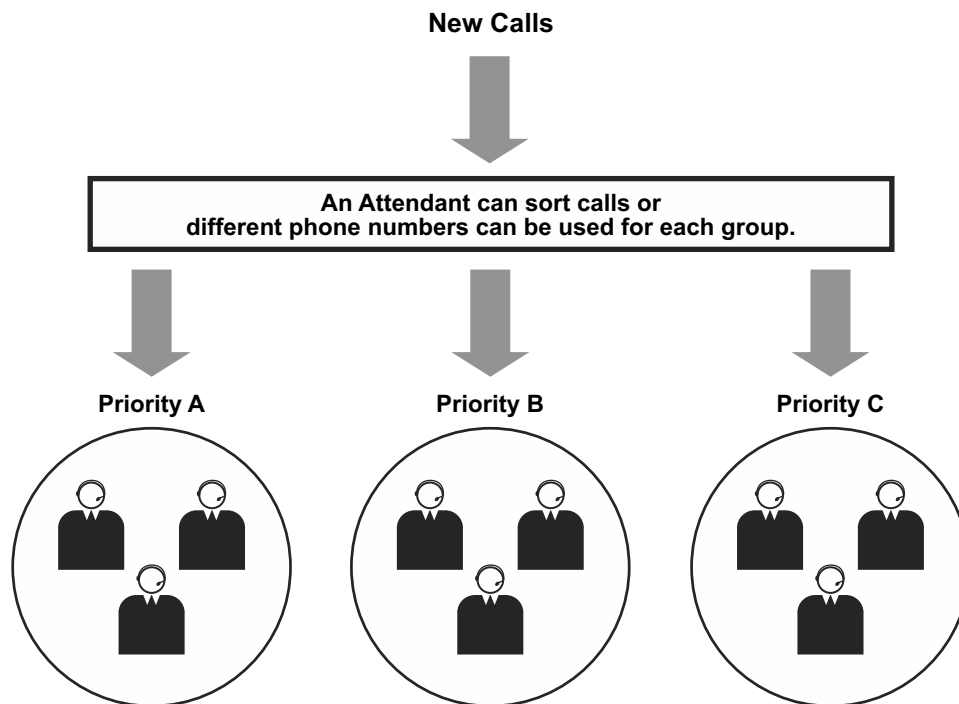 New Calls
An Attendant can sort calls or
different phone numbers can be used for each group.
Priority A
Priority B
Priority C